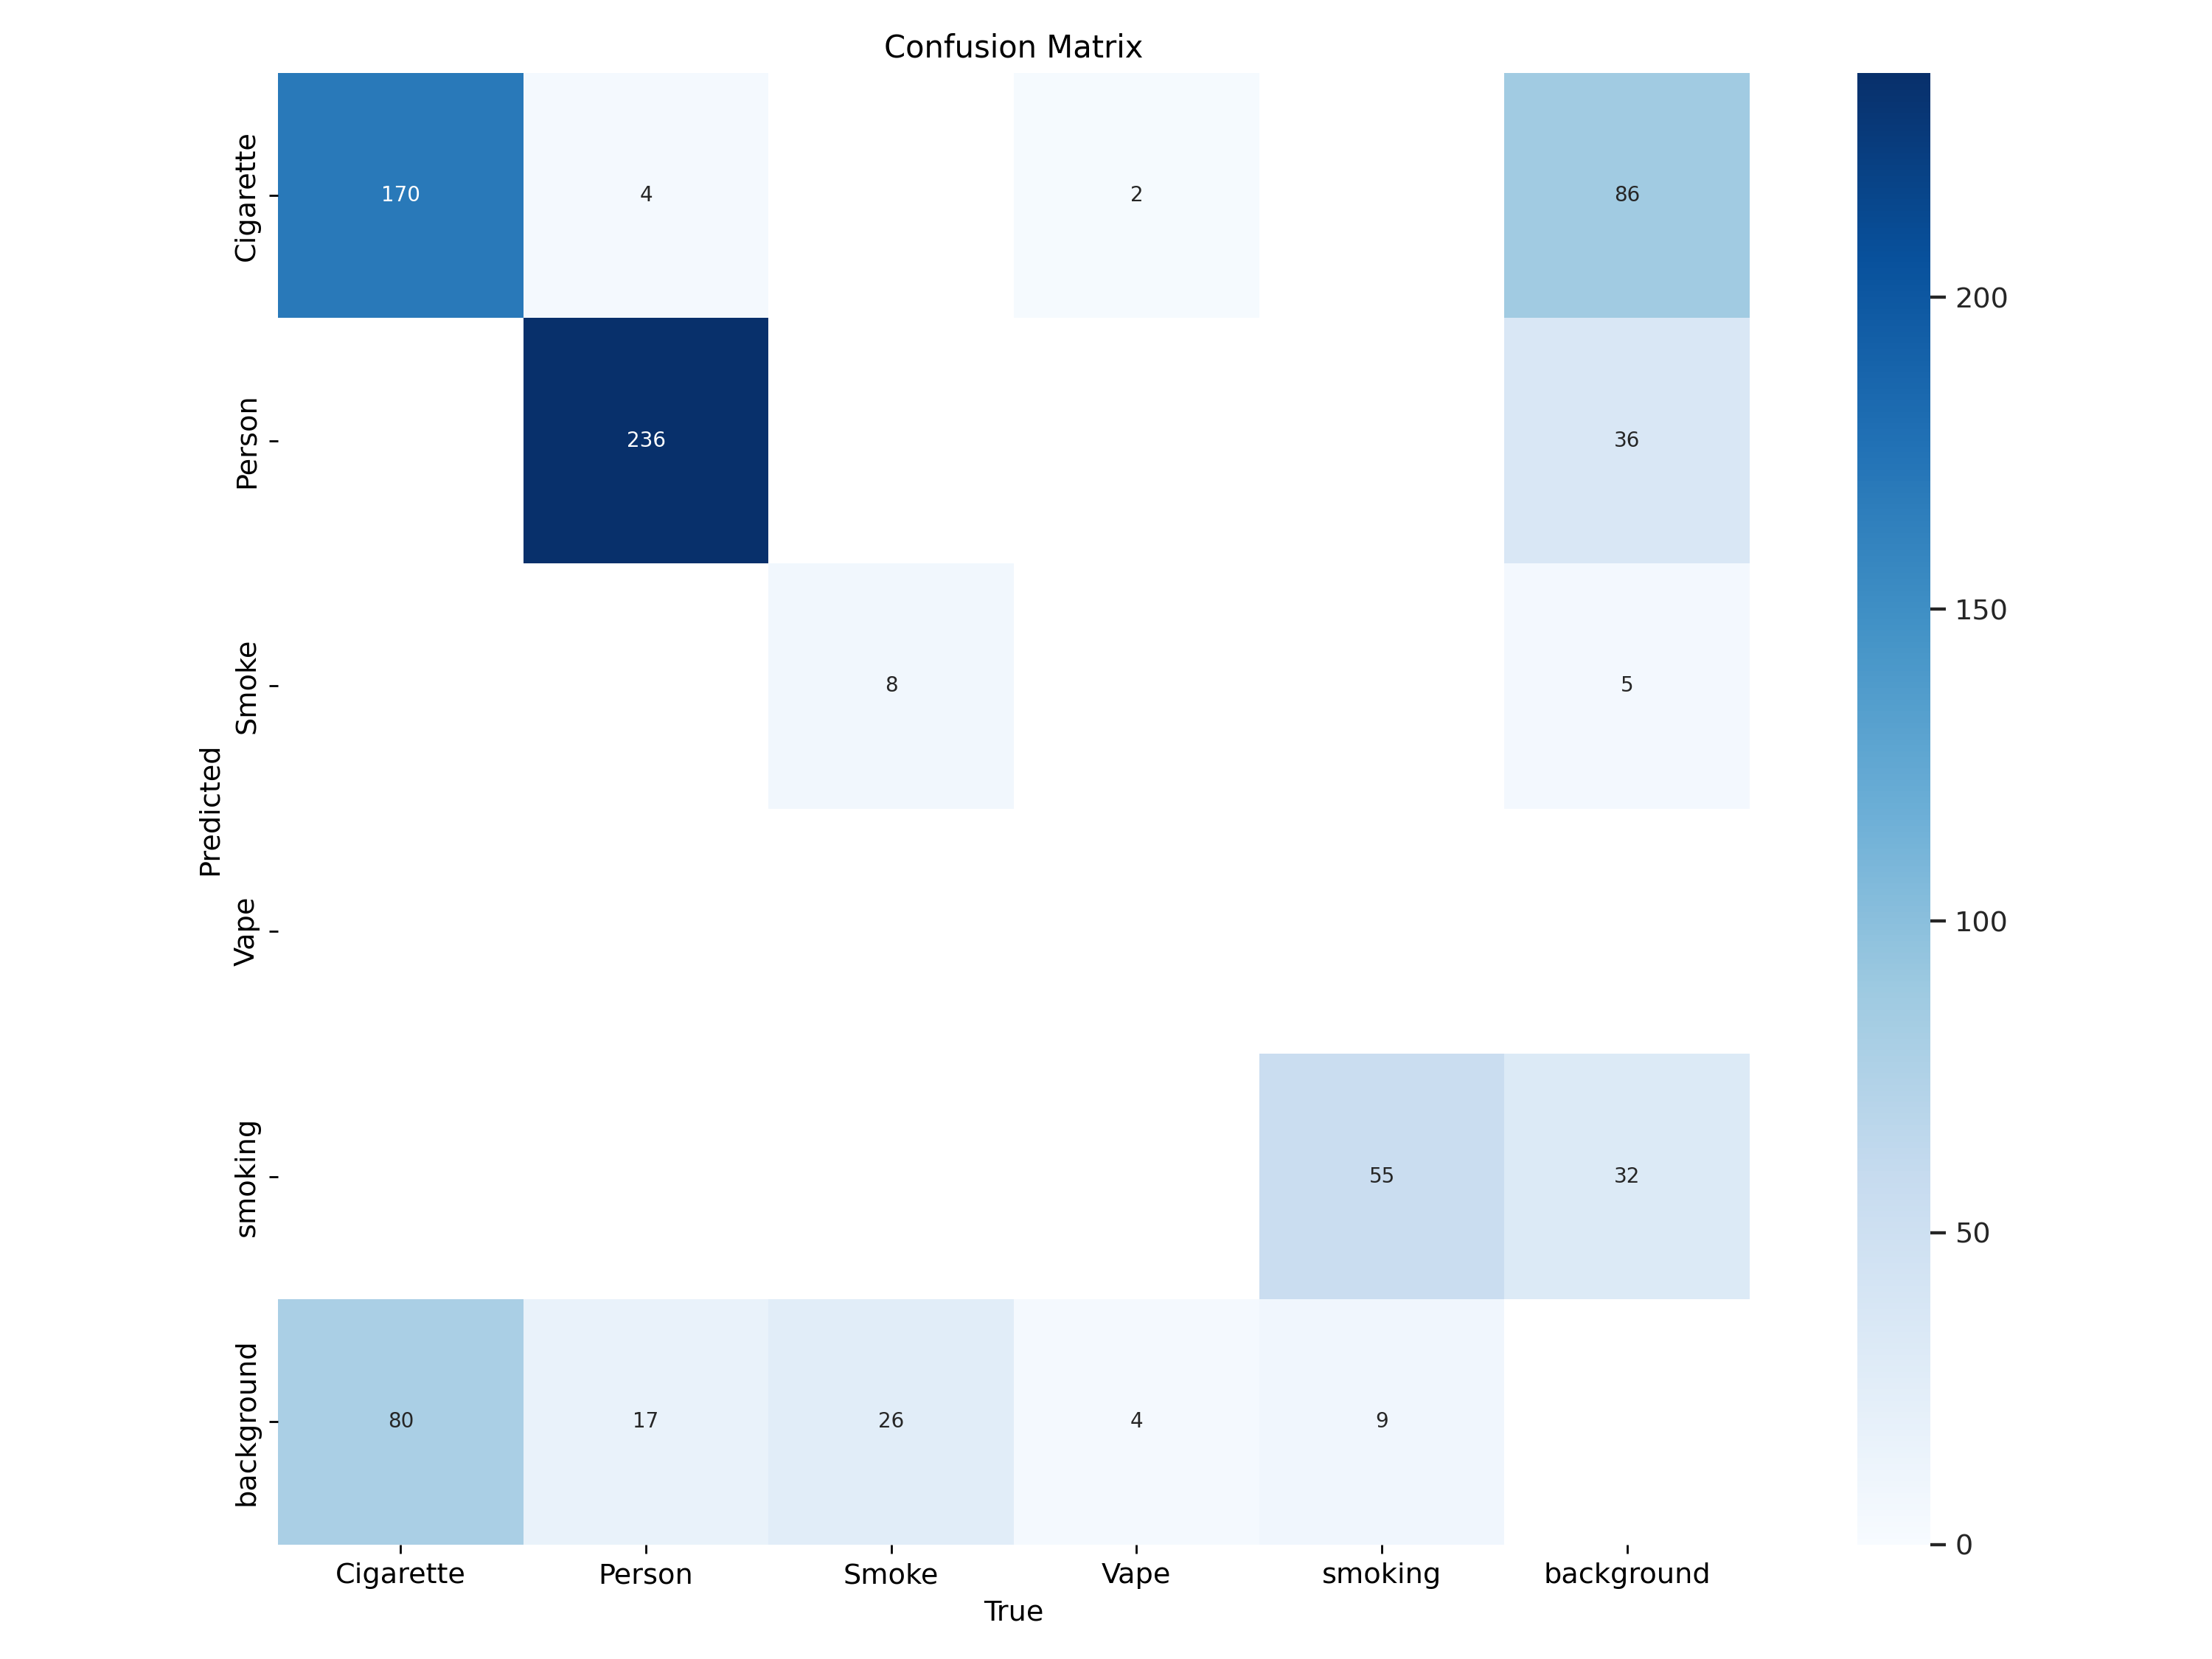 Confusion Matrix
Cigarette
170
4
2
86
Person
236
36
Smoke
8
5
Vape
smoking
55
32
background
80
17
26
4
9
Predicted
Cigarette
Person
Smoke
Vape
smoking
background
True
200
150
100
50
0